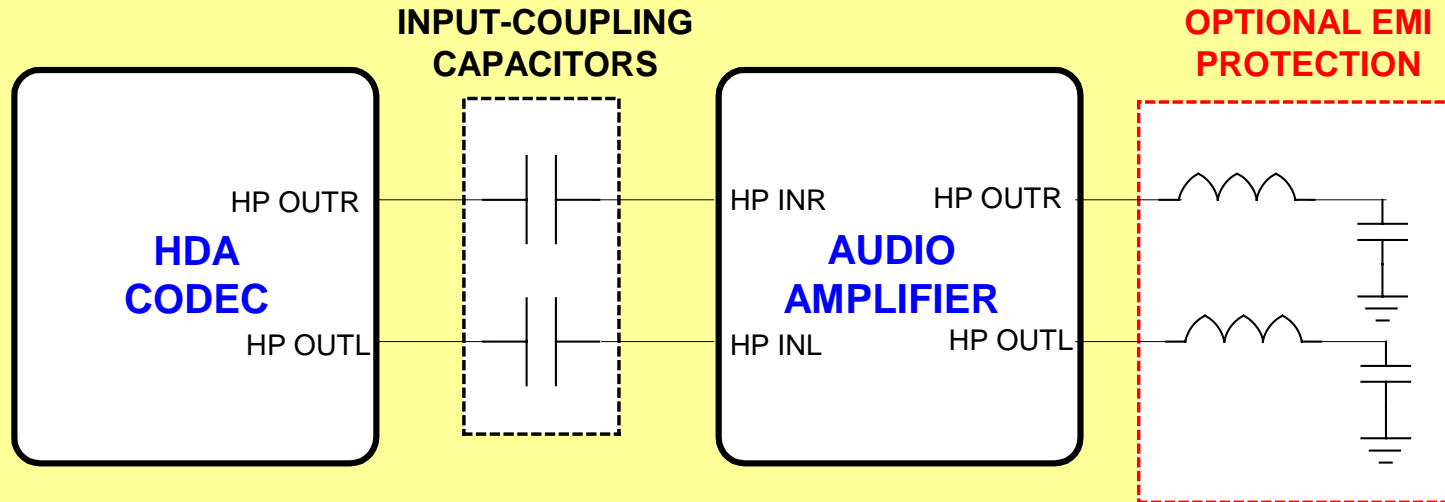 INPUT-COUPLING
CAPACITORS
OPTIONAL EMI
PROTECTION
HP OUTR
HDA
CODEC
HP OUTL
HP INR
HP OUTR
AUDIO
AMPLIFIER
HP INL
HP OUTL